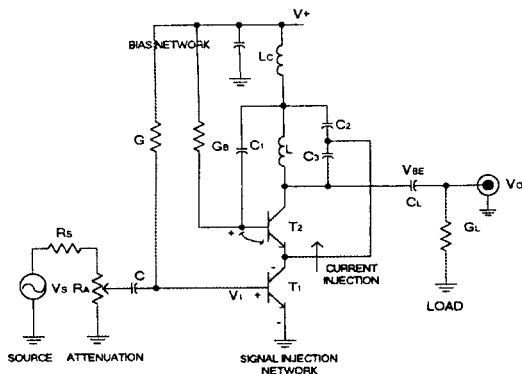 V+
BIAS NETWORK
LC
G
GB
C1
L
C2
C3
VBE
CL
VO
GL
LOAD
T2
+
CURRENT
INJECTION
RS
VS
RA
C
V1
+
-
T1
-
SOURCE
ATTENUATION
SIGNAL INJECTION
NETWORK